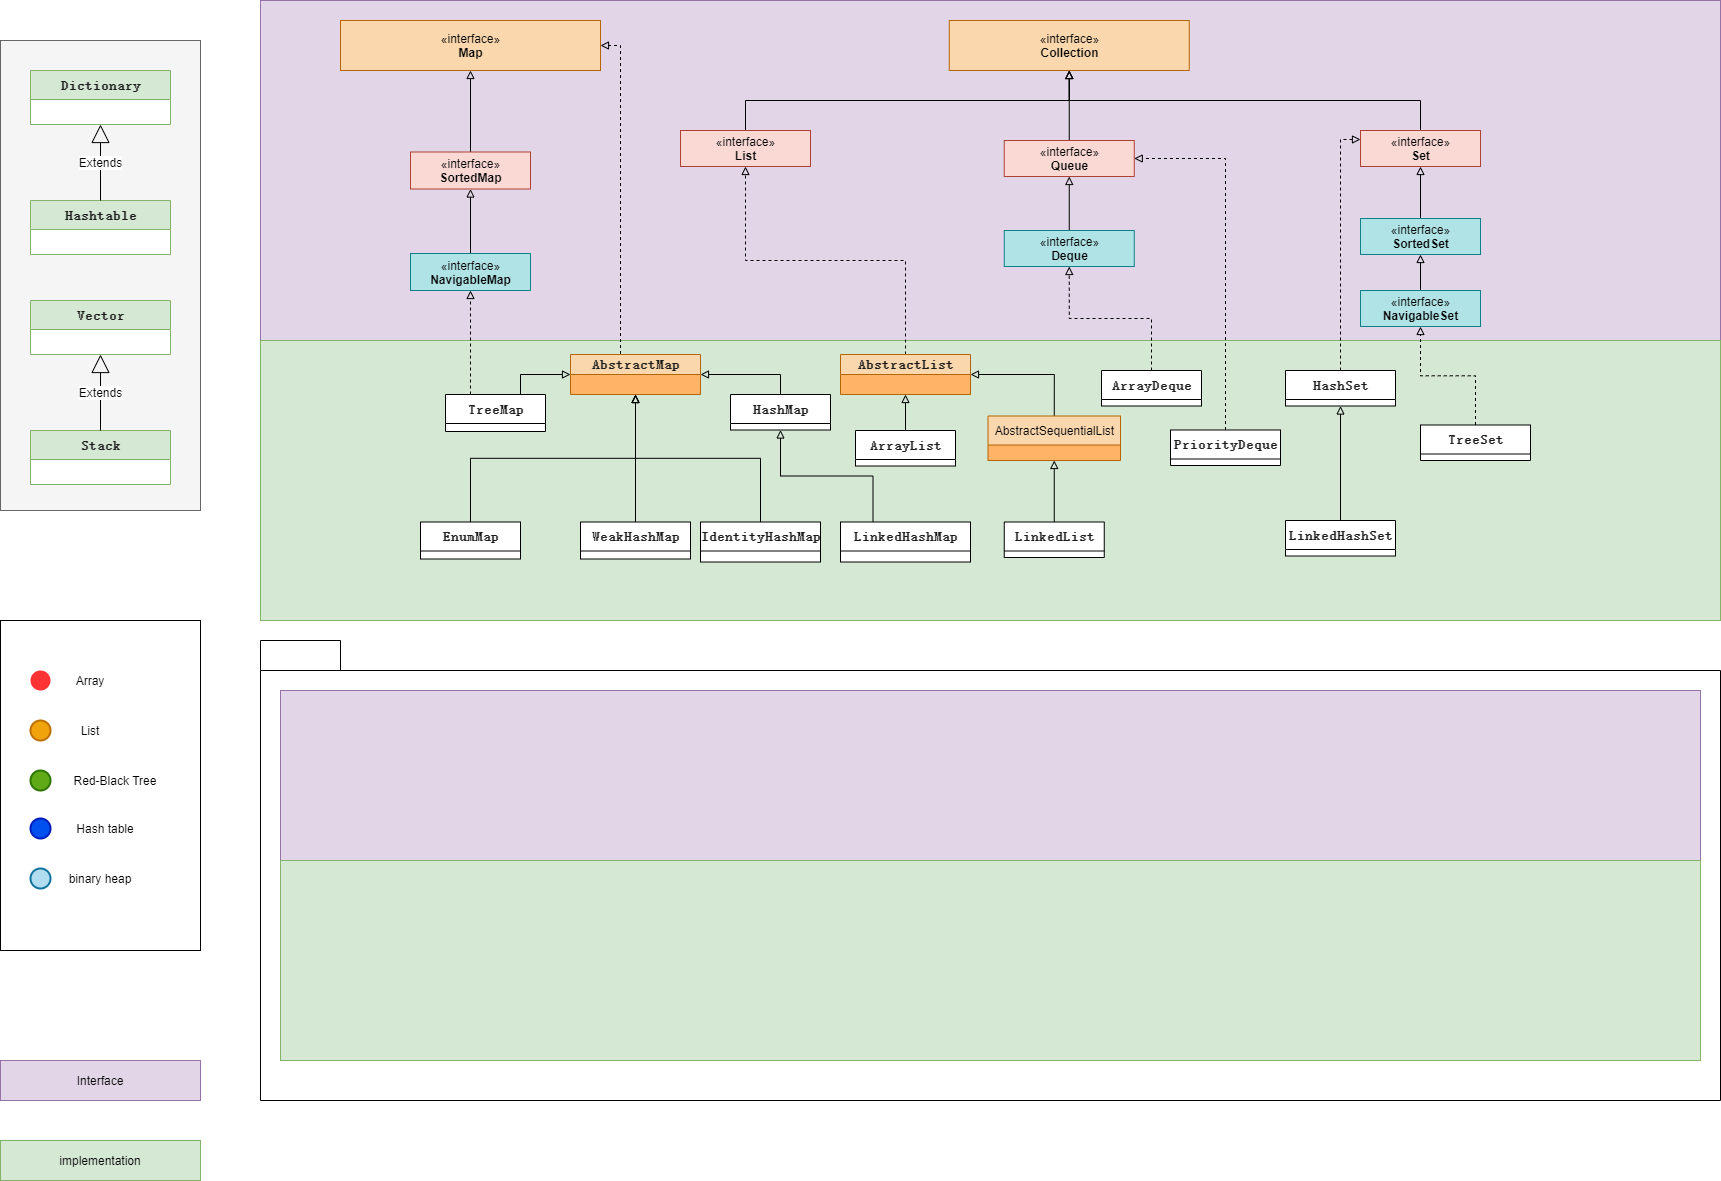 Dictionary
Extends
Hashtable
Vector
Extends
Stack
Array
List
Red-Black Tree
Hash table
binary heap
Interface
implementation
«interface»
Map
«interface»
Collection
«interface»
SortedMap
«interface»
List
«interface»
Queue
«interface»
Set
«interface»
NavigableMap
«interface»
Deque
«interface»
SortedSet
«interface»
NavigableSet
AbstractMap
AbstractList
TreeMap
HashMap
ArrayList
AbstractSequentialList
ArrayDeque
PriorityDeque
HashSet
TreeSet
EnumMap
WeakHashMap
IdentityHashMap
LinkedHashMap
LinkedList
LinkedHashSet